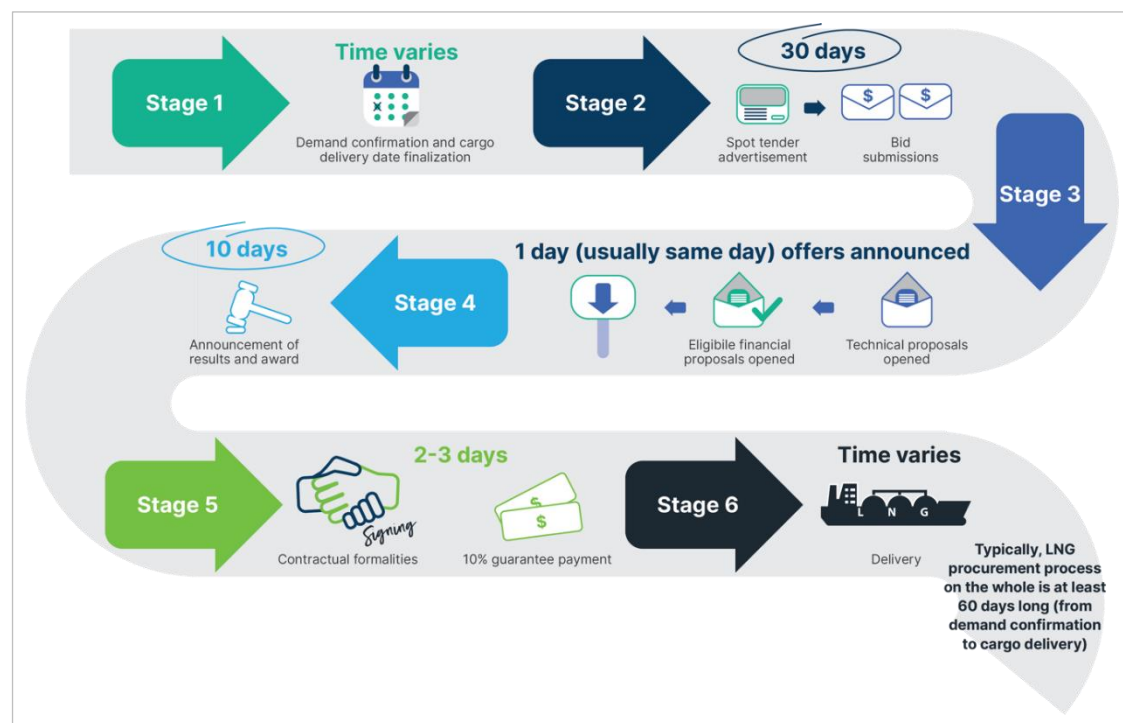 Stage 1
Time varies
Demand confirmation and cargo
delivery date finalization
Stage 2
30 days
Spot tender
advertisement
$ $
Bid
submissions
Stage 3
1 day (usually same day) offers announced
Technical proposals
opened
Eligibile financial
proposals opened
Stage 4
10 days
Announcement of
results and award
Stage 5
2-3 days
Signing
Contractual formalities
$
$
10% guarantee payment
Stage 6
Time varies
L N G
Delivery
Typically, LNG
procurement process
on the whole is at least
60 days long (from
demand confirmation
to cargo delivery)